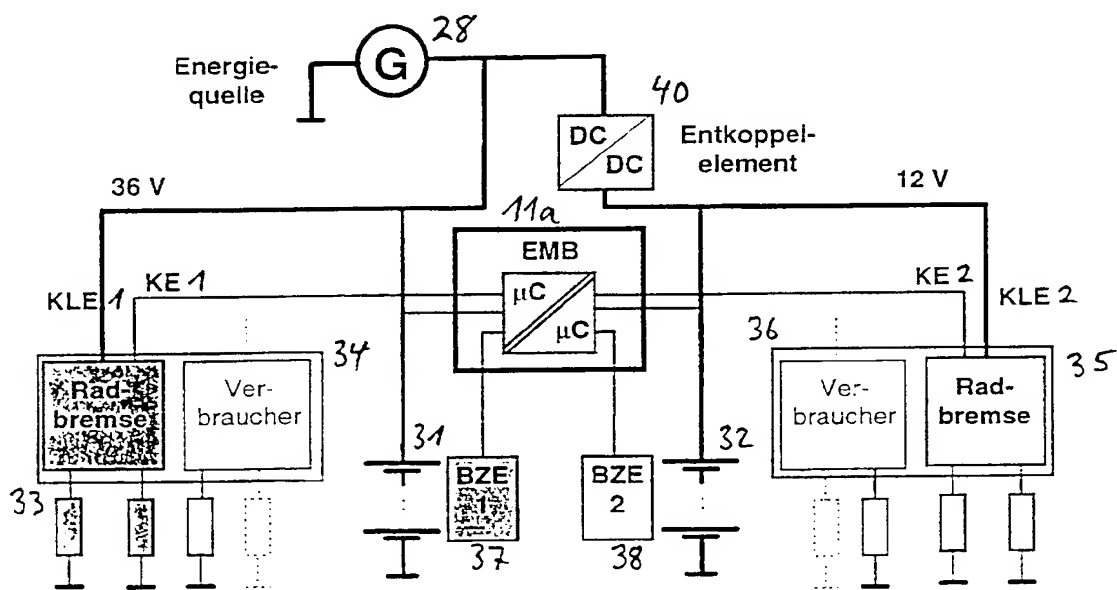 28
G
Energie-
quelle
40
DC
DC
Entkoppel-
element
36 V
12 V
11a
EMB
KLE 1
KE 1
µC
µC
KE 2
KLE 2
34
36
35
Rad-
bremse
Ver-
braucher
Ver-
braucher
Rad-
bremse
31
32
33
BZE
1
BZE
2
37
38